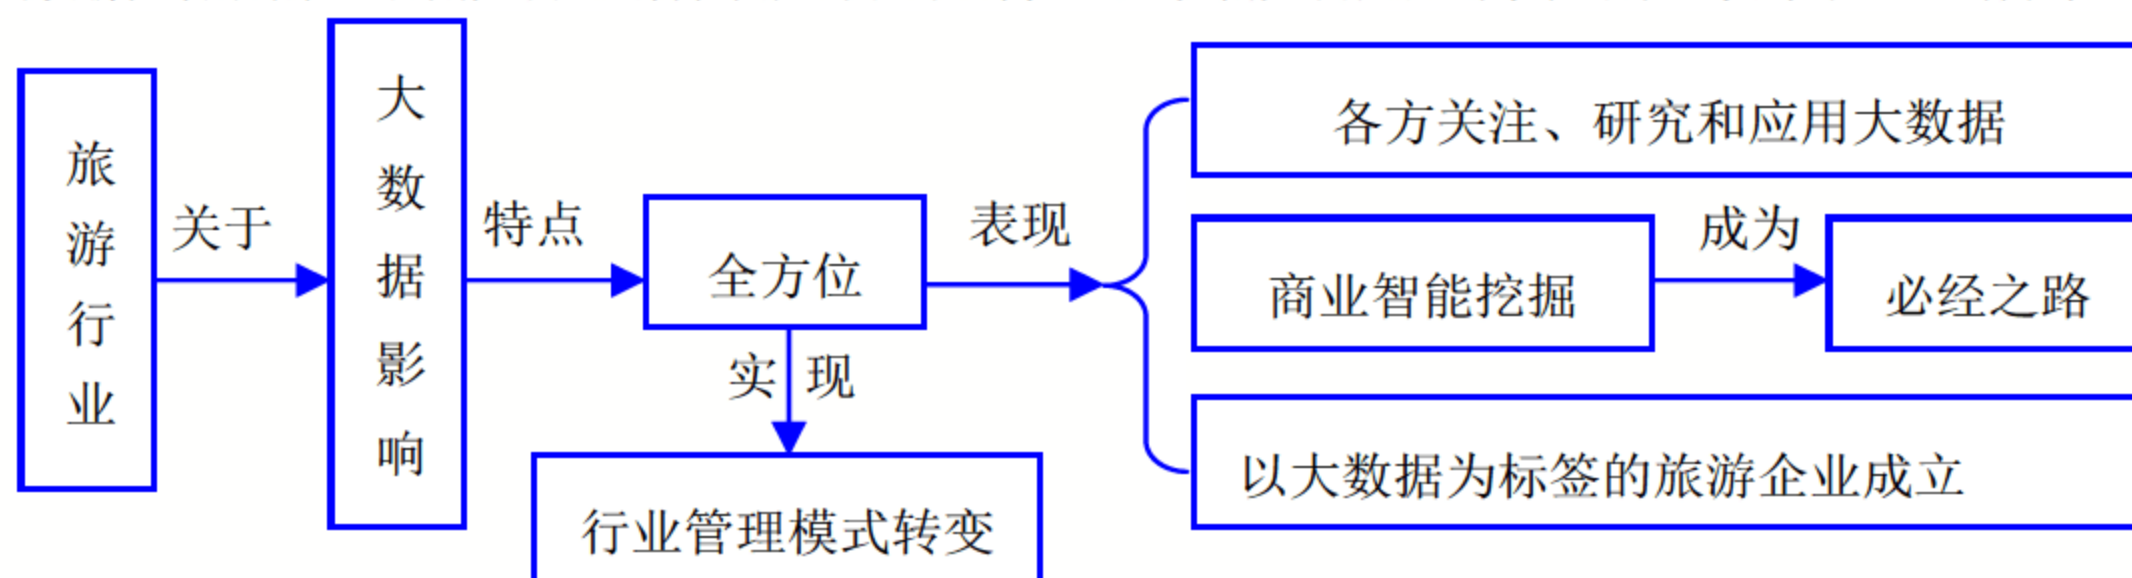 旅游行业
关于
大数据影响
特点
全方位
实现
行业管理模式转变
表现
各方关注、研究和应用大数据
商业智能挖掘
成为
必经之路
以大数据为标签的旅游企业成立